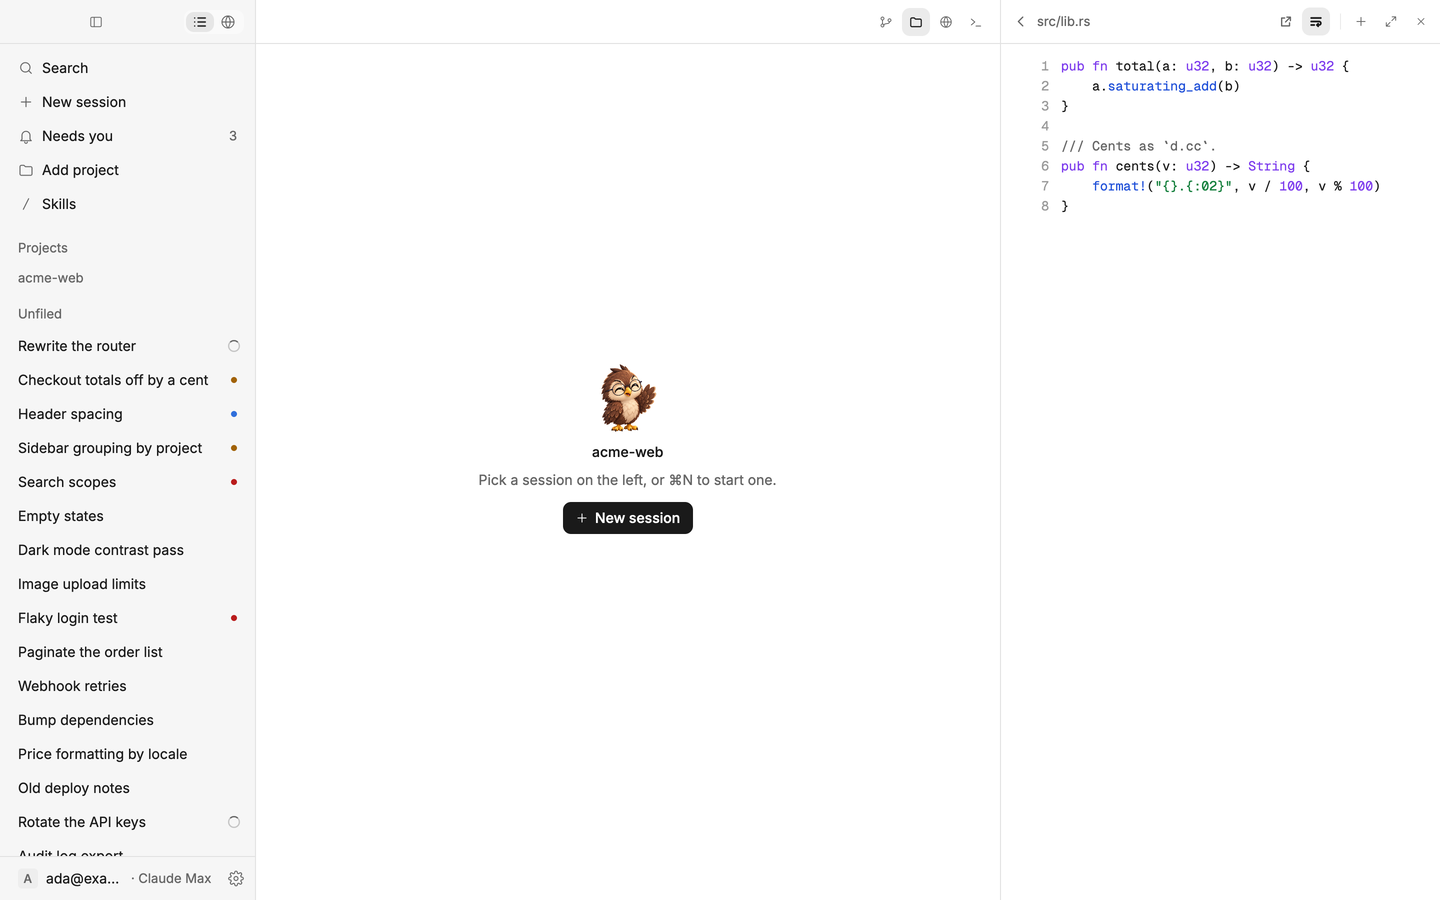 Search
New session
Needs you 3
Add project
/ Skills
Projects
acme-web
Unfiled
Rewrite the router
Checkout totals off by a cent
Header spacing
Sidebar grouping by project
Search scopes
Empty states
Dark mode contrast pass
Image upload limits
Flaky login test
Paginate the order list
Webhook retries
Bump dependencies
Price formatting by locale
Old deploy notes
Rotate the API keys
Audit log export
A ada@exa... · Claude Max
acme-web
Pick a session on the left, or ⌘N to start one.
+ New session
src/lib.rs
1 pub fn total(a: u32, b: u32) -> u32 {
2     a.saturating_add(b)
3 }
4
5 /// Cents as `d.cc`.
6 pub fn cents(v: u32) -> String {
7     format!("{}.{:02}", v / 100, v % 100)
8 }